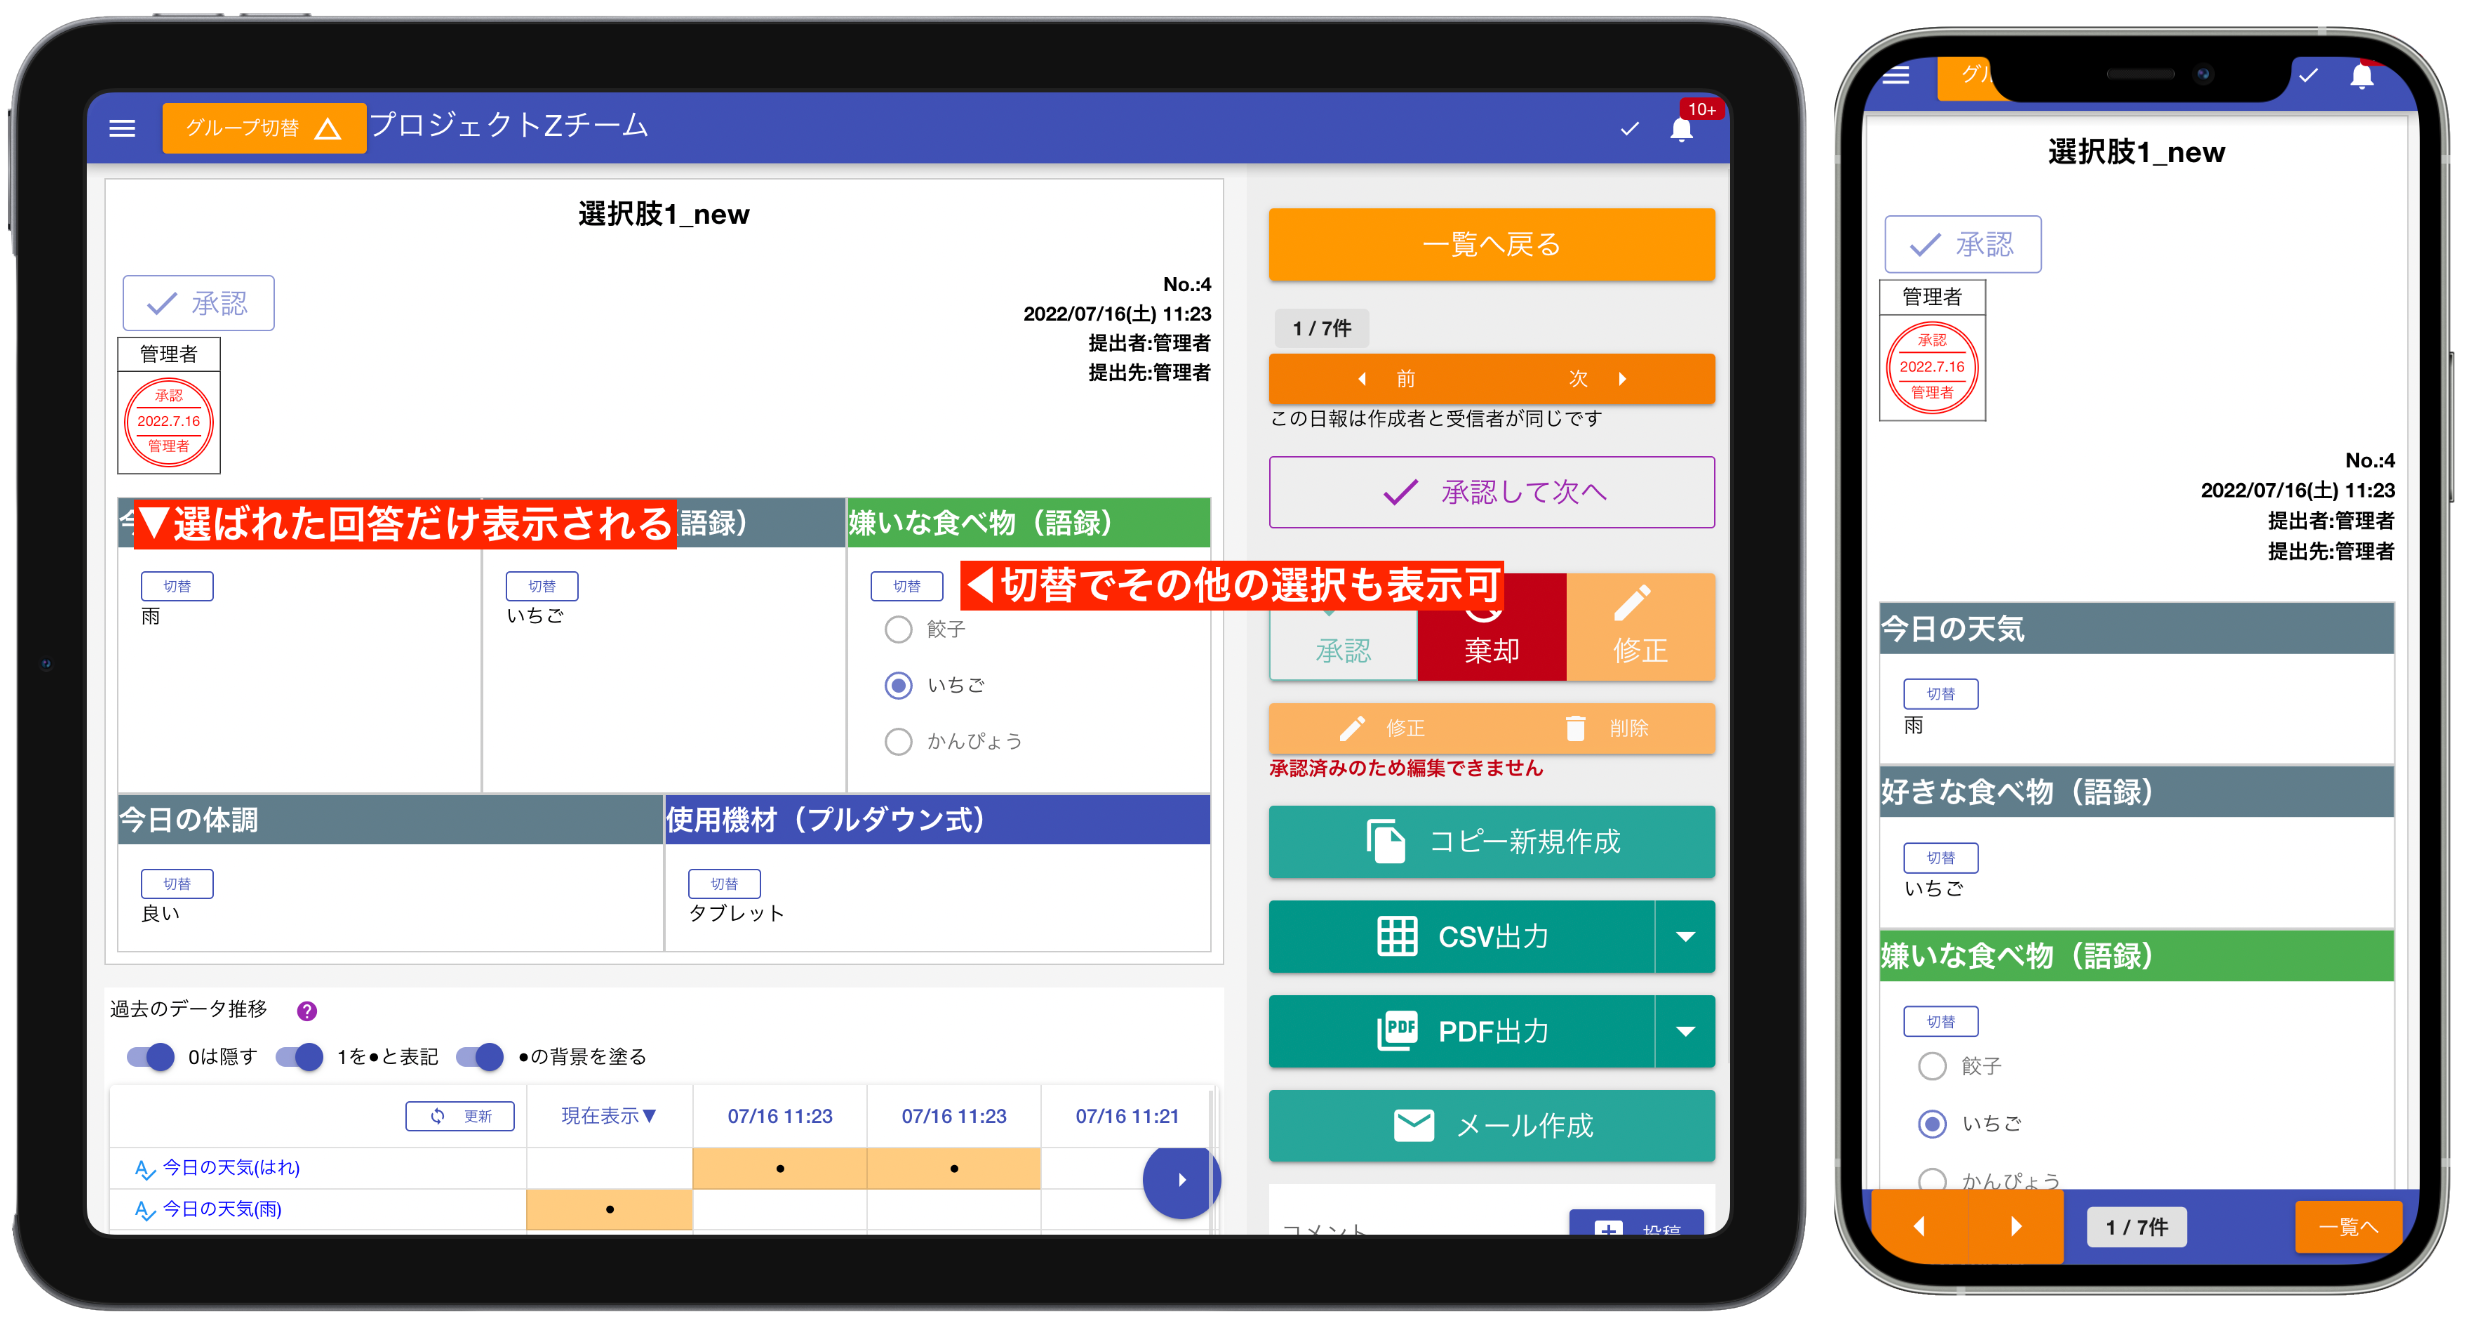 グループ切替
プロジェクトZチーム
10+
選択肢1_new
承認
管理者
承認
2022.7.16
管理者
No.:4
2022/07/16(土) 11:23
提出者:管理者
提出先:管理者
▼選ばれた回答だけ表示される
語録）
嫌いな食べ物（語録）
切替
雨
切替
いちご
切替
◀切替でその他の選択も表示可
餃子
いちご
かんぴょう
今日の体調
使用機材（プルダウン式）
切替
良い
切替
タブレット
過去のデータ推移
?
0は隠す
1を●と表記
●の背景を塗る
更新
現在表示▼
07/16 11:23
07/16 11:23
07/16 11:21
今日の天気(はれ)
●
●
今日の天気(雨)
●
一覧へ戻る
1 / 7件
前
次
この日報は作成者と受信者が同じです
承認して次へ
承認
棄却
修正
修正
削除
承認済みのため編集できません
コピー新規作成
CSV出力
PDF
PDF出力
メール作成
コメント
投稿
グル
選択肢1_new
承認
管理者
承認
2022.7.16
管理者
No.:4
2022/07/16(土) 11:23
提出者:管理者
提出先:管理者
今日の天気
切替
雨
好きな食べ物（語録）
切替
いちご
嫌いな食べ物（語録）
切替
餃子
いちご
かんぴょう
1 / 7件
一覧へ